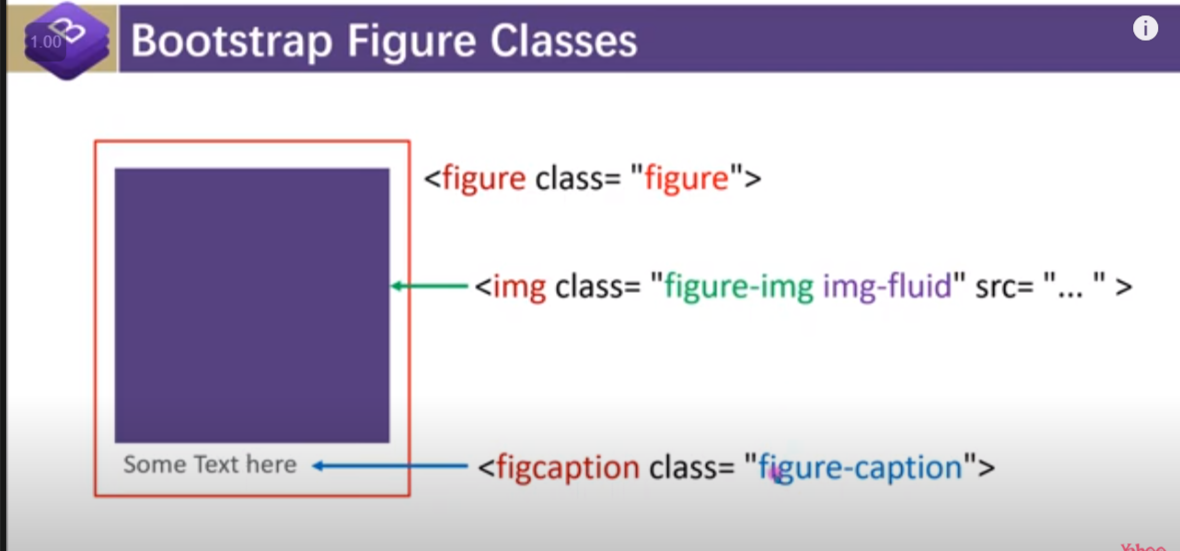 1.00
Bootstrap Figure Classes
<figure class= "figure">
<img class= "figure-img img-fluid" src= "... " >
Some Text here
<figcaption class= "figure-caption">